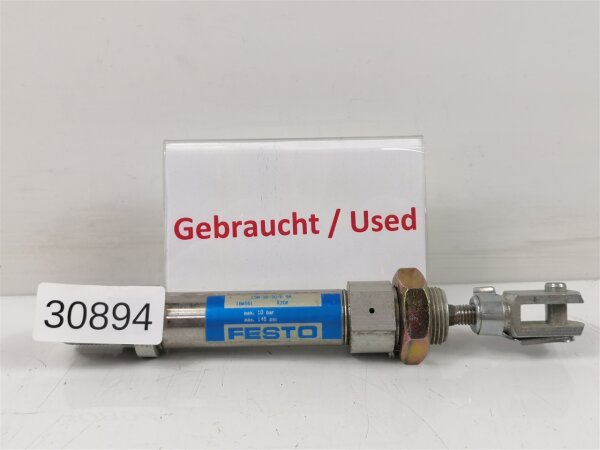 Gebraucht / Used
30894
max. 10 bar
max. 145 psi
FESTO